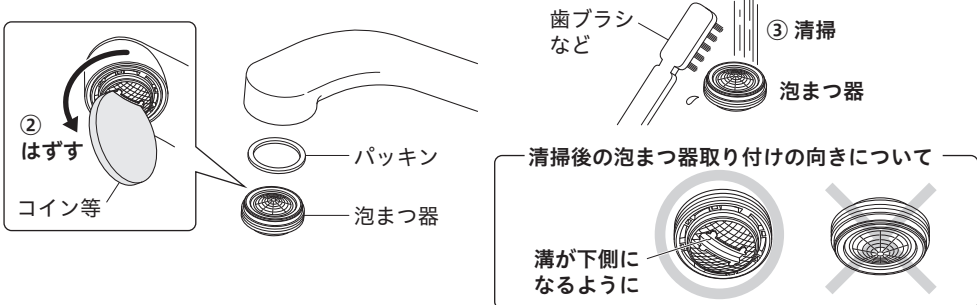 ②
はずす
コイン等
パッキン
泡まつ器
歯ブラシ
など
③ 清掃
泡まつ器
清掃後の泡まつ器取り付けの向きについて
溝が下側に
なるように